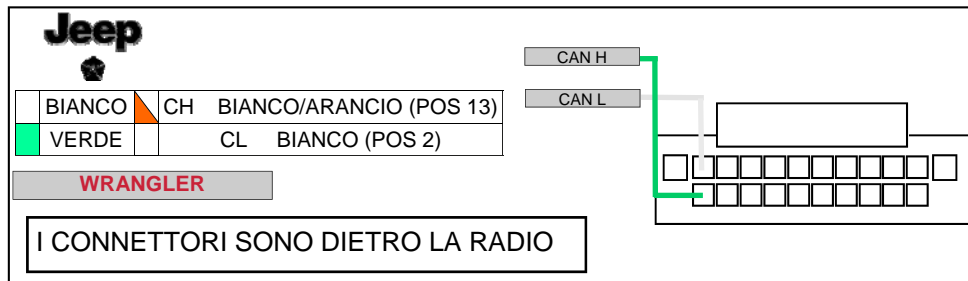 Jeep
CAN H
CAN L
BIANCO CH BIANCO/ARANCIO (POS 13)
VERDE CL BIANCO (POS 2)
WRANGLER
I CONNETTORI SONO DIETRO LA RADIO